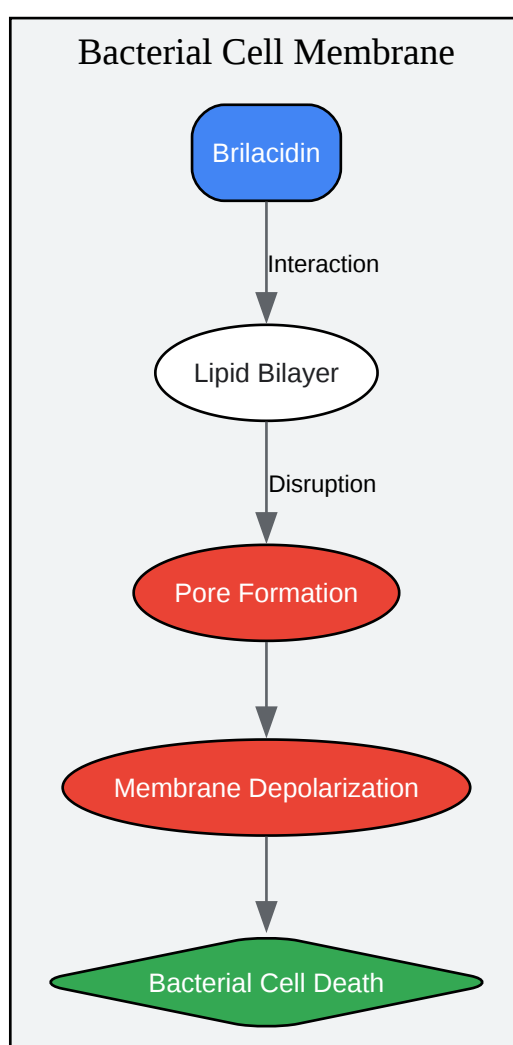 Bacterial Cell Membrane
Brilacidin
Interaction
Lipid Bilayer
Disruption
Pore Formation
Membrane Depolarization
Bacterial Cell Death